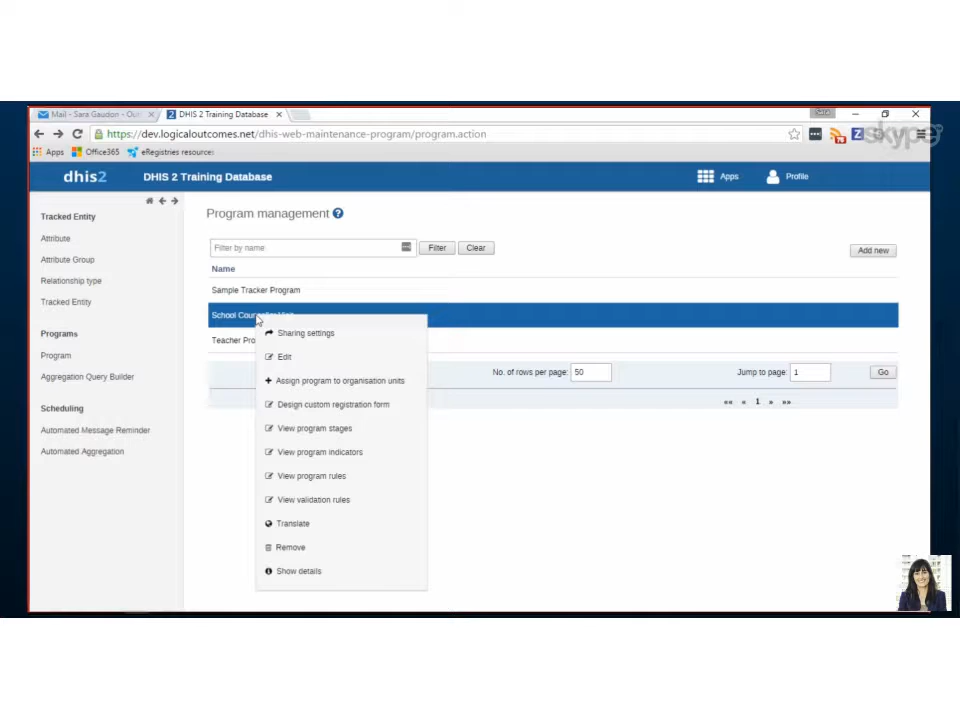 Mail - Sara Gaudon - Out
DHIS 2 Training Database
Sara
skype
https://dev.logicaloutcomes.net/dhis-web-maintenance-program/program.action
Apps Office365 eRegistries resource
dhis2 DHIS 2 Training Database Apps Profile
Tracked Entity
Attribute
Attribute Group
Relationship type
Tracked Entity
Programs
Program
Aggregation Query Builder
Scheduling
Automated Message Reminder
Automated Aggregation
Program management
Filter by name Filter Clear
Add new
Name
Sample Tracker Program
School
Teacher
Sharing settings
Edit
Assign program to organisation units
Design custom registration form
View program stages
View program indicators
View program rules
View validation rules
Translate
Remove
Show details
No. of rows per page: 50 Jump to page: 1 Go
«« « 1 » »»